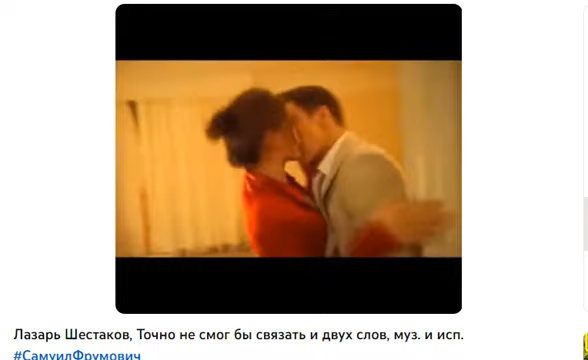 Лазарь Шестаков, Точно не смог бы связать и двух слов, муз. и исп.
#СамуилФрумович